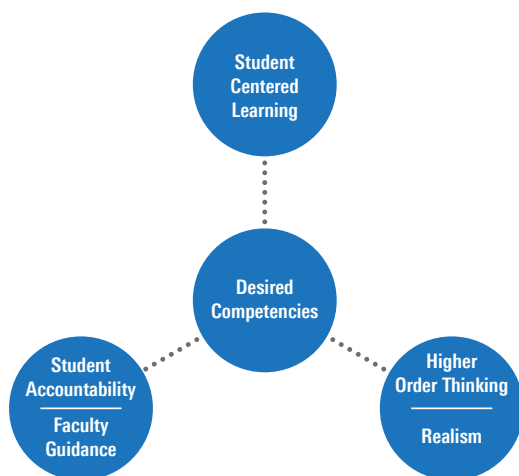 Student
Centered
Learning
Desired
Competencies
Student
Accountability
Faculty
Guidance
Higher
Order Thinking
Realism